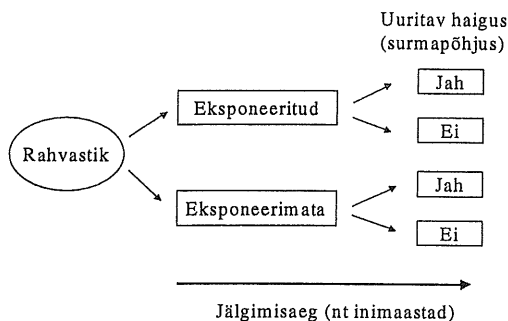 Uuritav haigus
(surmapõhjus)
Jah
Eksponeeritud
Ei
Rahvastik
Jah
Eksponeerimata
Ei
Jälgimisaeg (nt inimaastad)